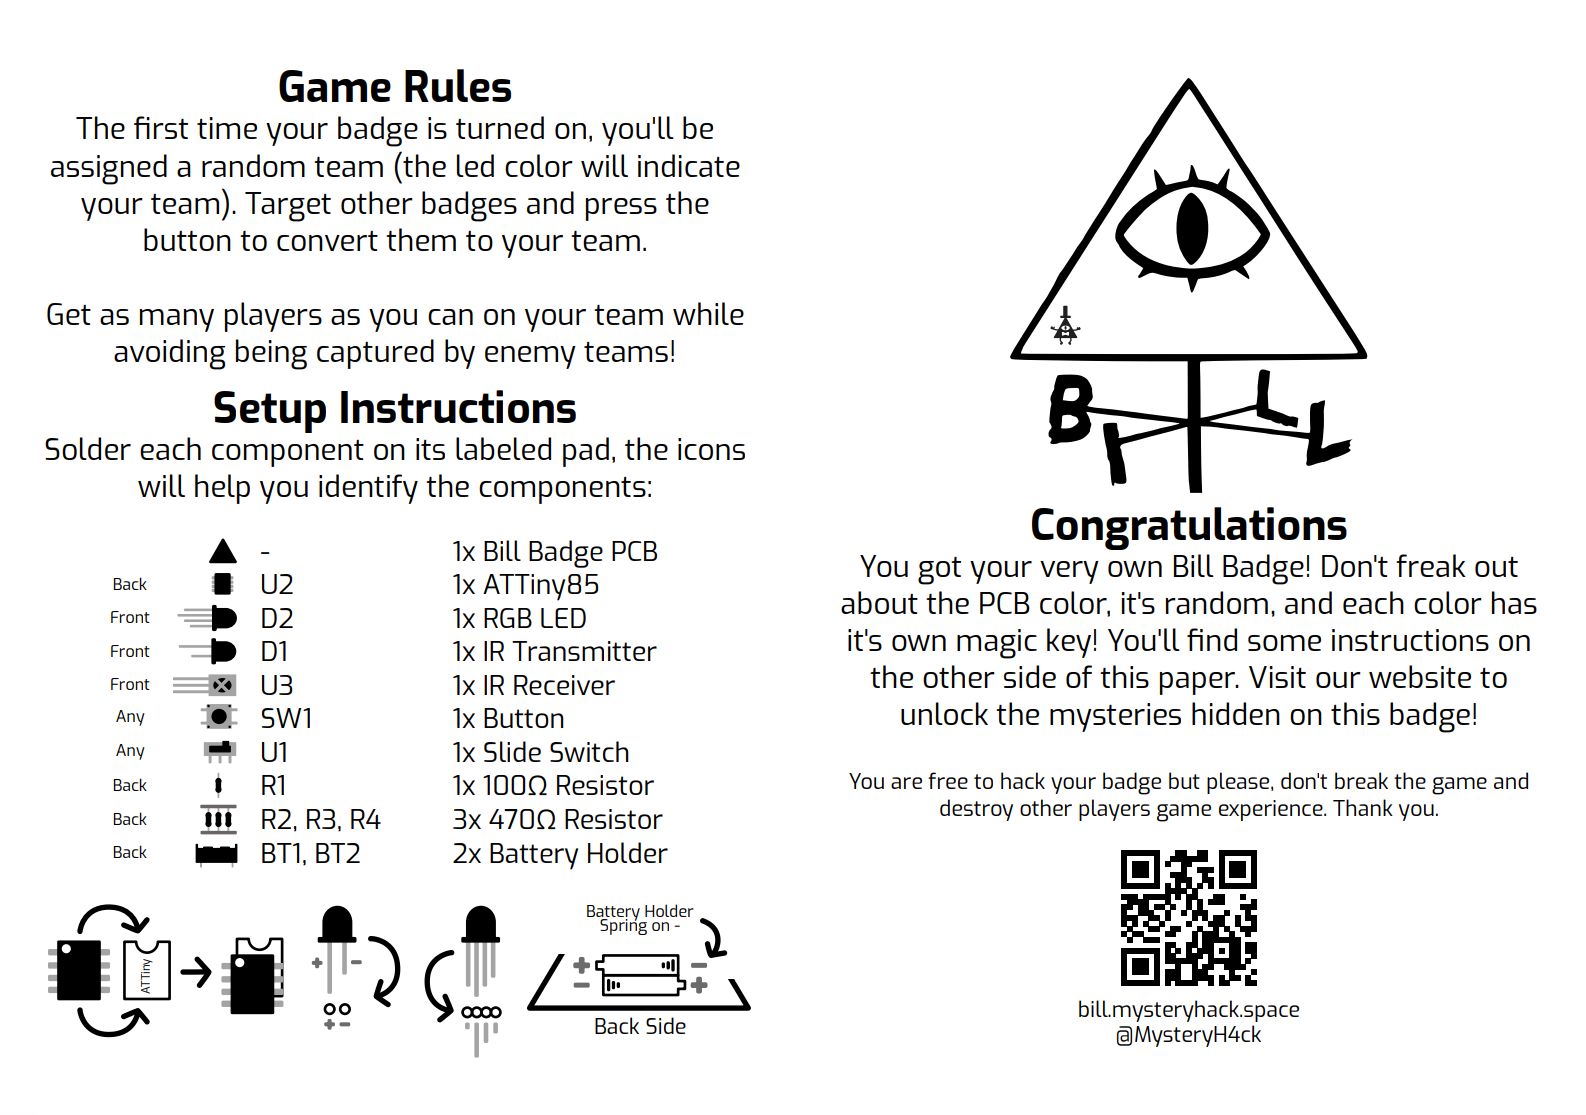 Game Rules
The first time your badge is turned on, you'll be
assigned a random team (the led color will indicate
your team). Target other badges and press the
button to convert them to your team.
Get as many players as you can on your team while
avoiding being captured by enemy teams!
Setup Instructions
Solder each component on its labeled pad, the icons
will help you identify the components:
- 1x Bill Badge PCB
Back U2 1x ATTiny85
Front D2 1x RGB LED
Front D1 1x IR Transmitter
Front U3 1x IR Receiver
Any SW1 1x Button
Any U1 1x Slide Switch
Back R1 1x 100Ω Resistor
Back R2, R3, R4 3x 470Ω Resistor
Back BT1, BT2 2x Battery Holder
ATTiny
+ -
+ -
Battery Holder
Spring on -
+ -
- +
Back Side
BILL
Congratulations
You got your very own Bill Badge! Don't freak out
about the PCB color, it's random, and each color has
it's own magic key! You'll find some instructions on
the other side of this paper. Visit our website to
unlock the mysteries hidden on this badge!
You are free to hack your badge but please, don't break the game and
destroy other players game experience. Thank you.
bill.mysteryhack.space
@MysteryH4ck